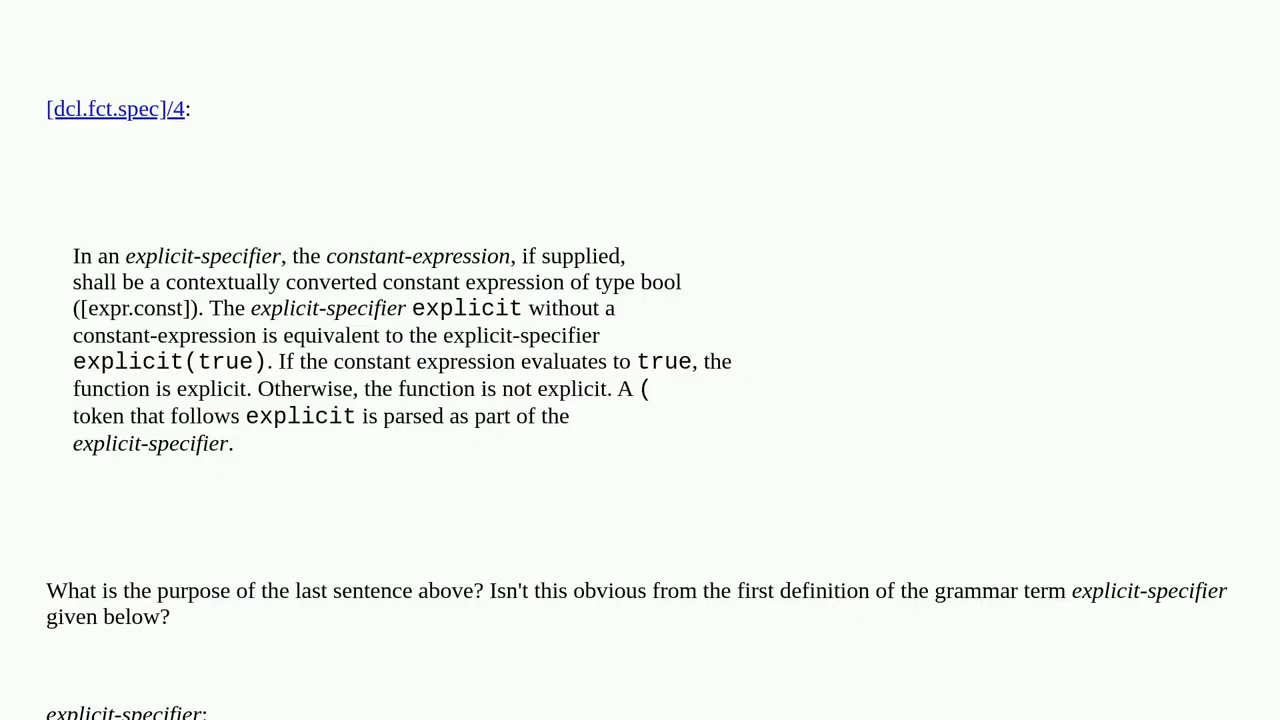 [dcl.fct.spec]/4:
In an explicit-specifier, the constant-expression, if supplied,
shall be a contextually converted constant expression of type bool
([expr.const]). The explicit-specifier explicit without a
constant-expression is equivalent to the explicit-specifier
explicit(true). If the constant expression evaluates to true, the
function is explicit. Otherwise, the function is not explicit. A (
token that follows explicit is parsed as part of the
explicit-specifier.
What is the purpose of the last sentence above? Isn't this obvious from the first definition of the grammar term explicit-specifier
given below?
explicit-specifier: